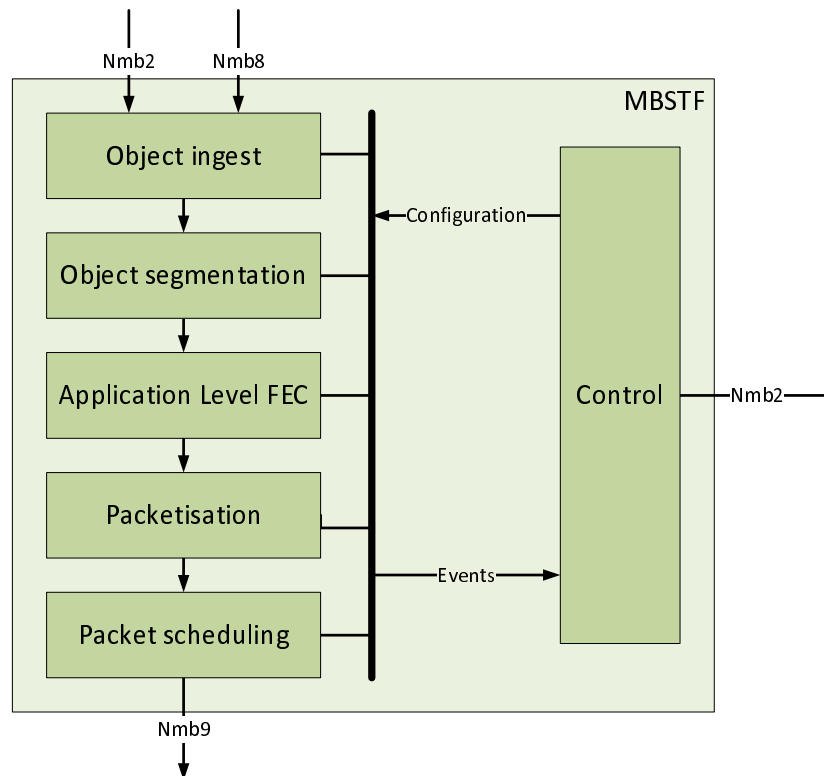 Nmb2
Nmb8
MBSTF
Object ingest
Configuration
Object segmentation
Application Level FEC
Control
Nmb2
Packetisation
Events
Packet scheduling
Nmb9